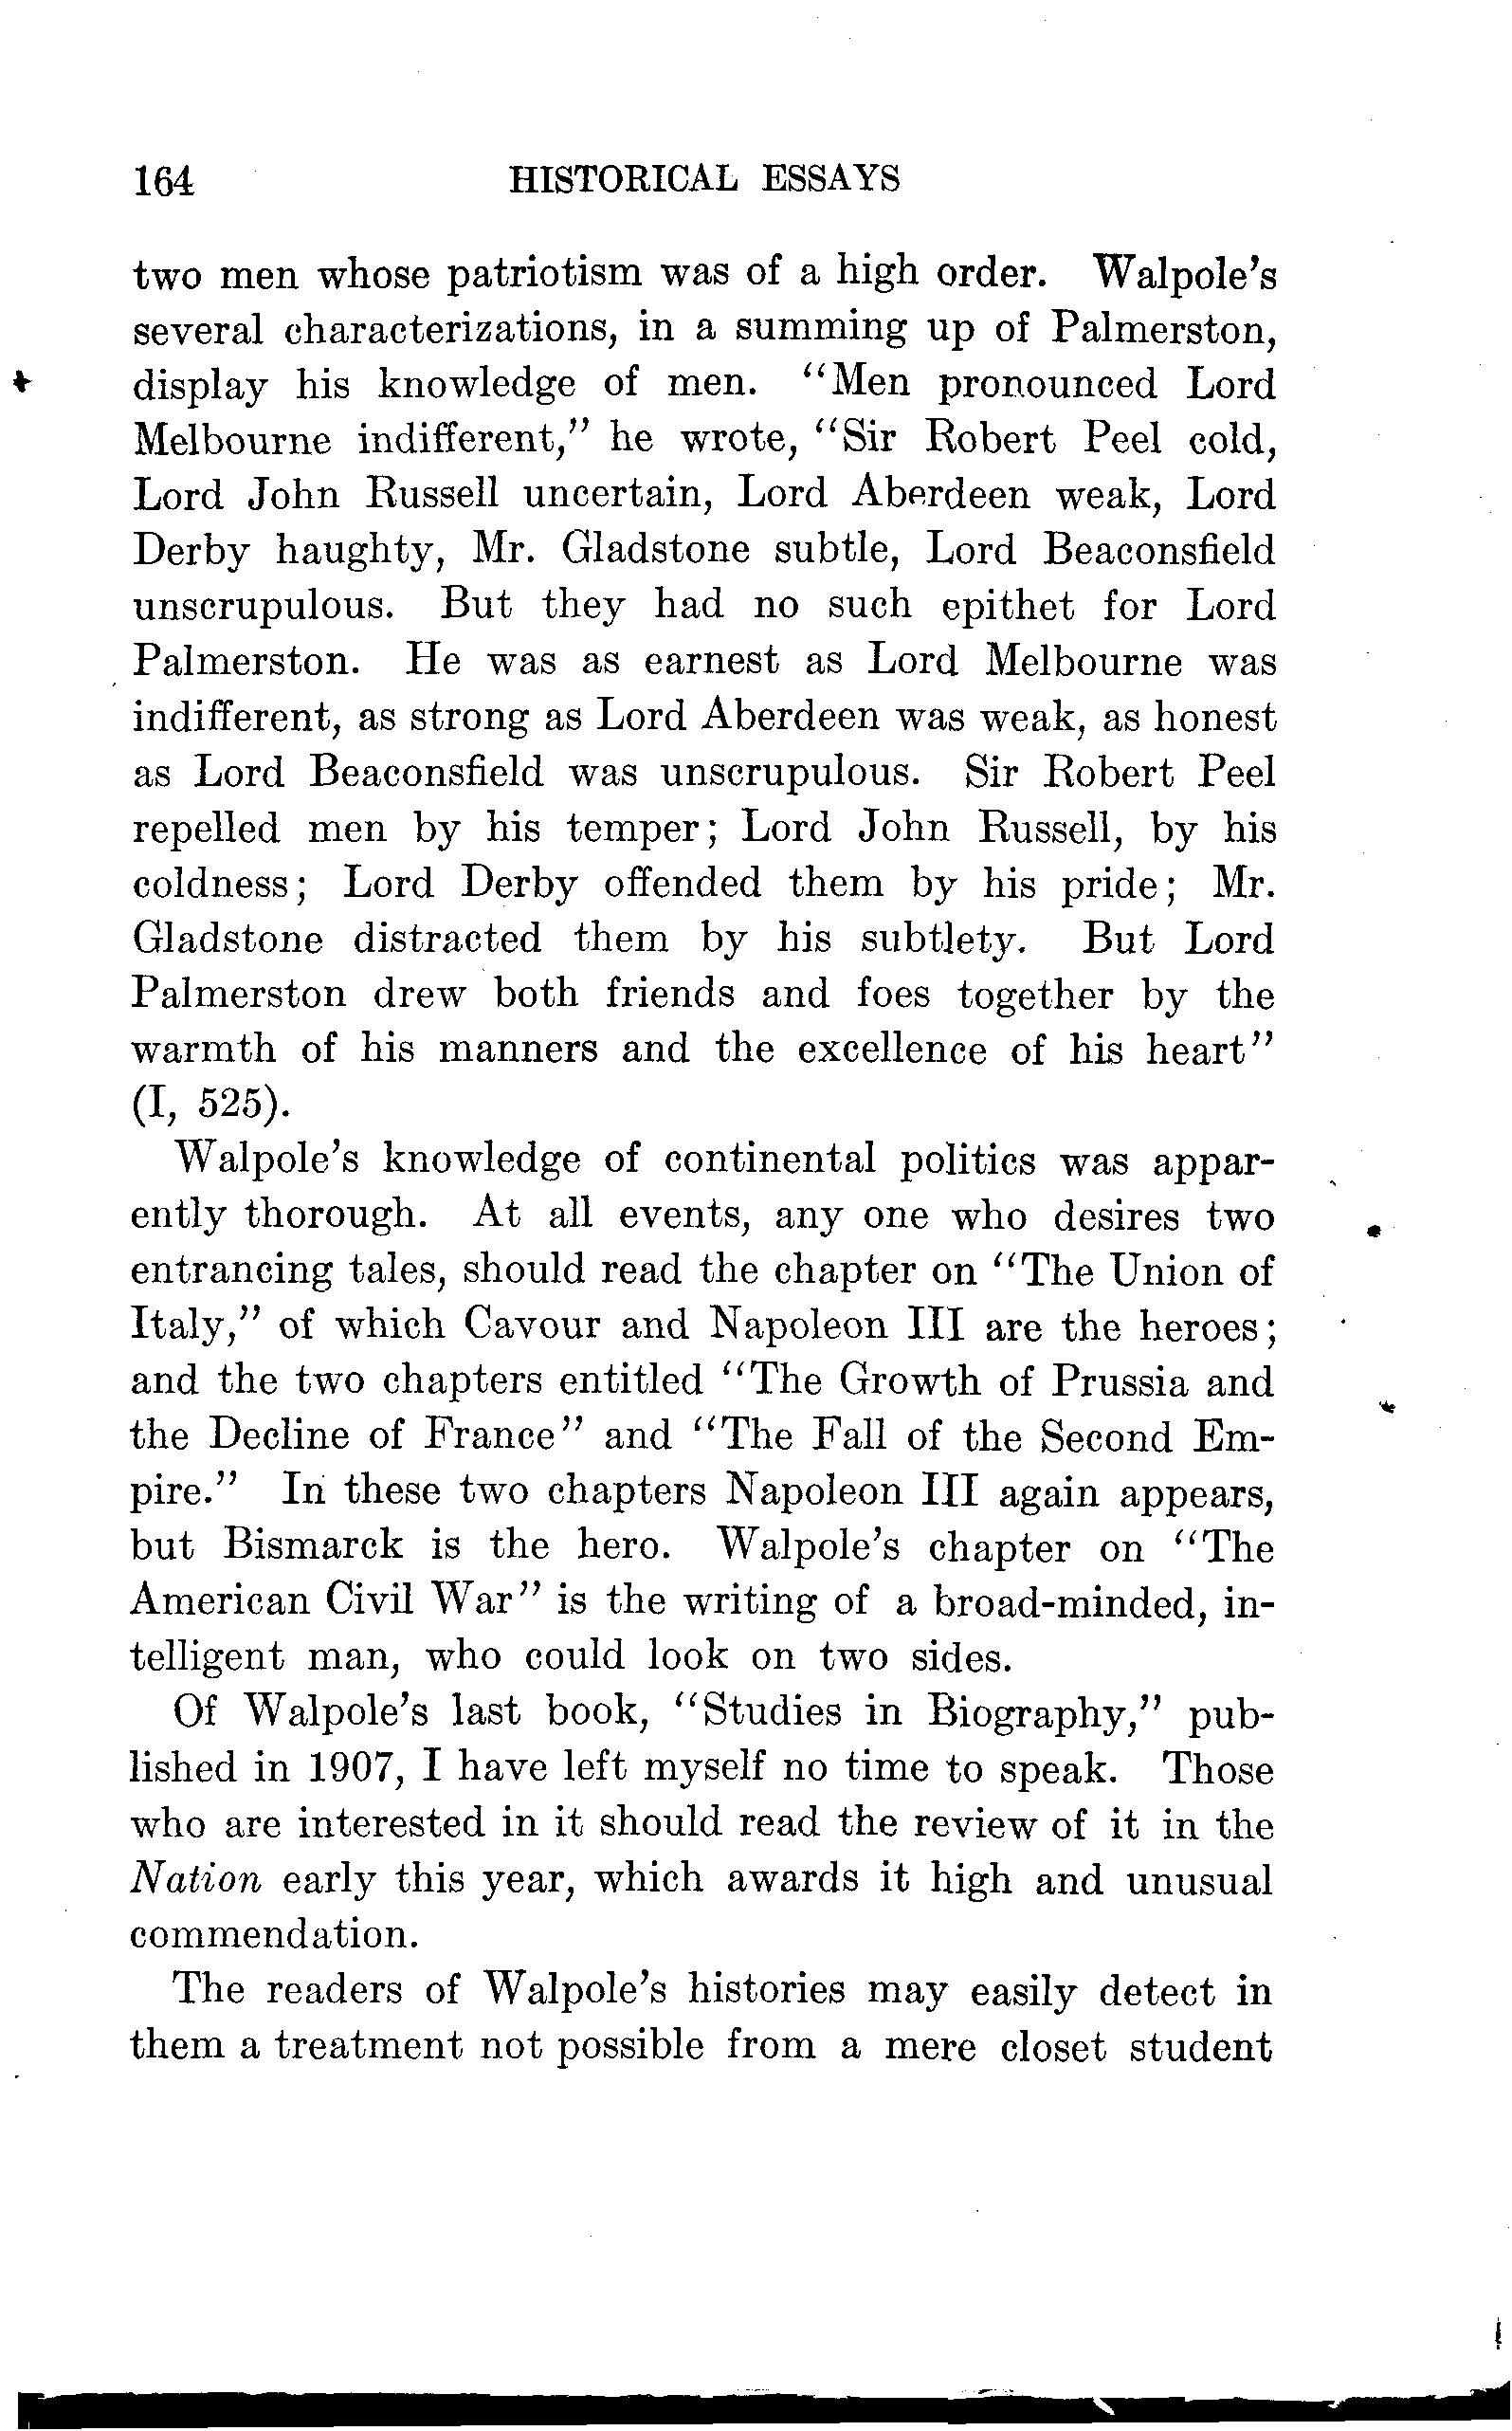 164 HISTORICAL ESSAYS
two men whose patriotism was of a high order. Walpole's
several characterizations, in a summing up of Palmerston,
display his knowledge of men. "Men pronounced Lord
Melbourne indifferent," he wrote, "Sir Robert Peel cold,
Lord John Russell uncertain, Lord Aberdeen weak, Lord
Derby haughty, Mr. Gladstone subtle, Lord Beaconsfield
unscrupulous. But they had no such epithet for Lord
Palmerston. He was as earnest as Lord Melbourne was
indifferent, as strong as Lord Aberdeen was weak, as honest
as Lord Beaconsfield was unscrupulous. Sir Robert Peel
repelled men by his temper; Lord John Russell, by his
coldness; Lord Derby offended them by his pride; Mr.
Gladstone distracted them by his subtlety. But Lord
Palmerston drew both friends and foes together by the
warmth of his manners and the excellence of his heart"
(I, 525).
Walpole's knowledge of continental politics was appar-
ently thorough. At all events, any one who desires two
entrancing tales, should read the chapter on "The Union of
Italy," of which Cavour and Napoleon III are the heroes;
and the two chapters entitled "The Growth of Prussia and
the Decline of France" and "The Fall of the Second Em-
pire." In these two chapters Napoleon III again appears,
but Bismarck is the hero. Walpole's chapter on "The
American Civil War" is the writing of a broad-minded, in-
telligent man, who could look on two sides.
Of Walpole's last book, "Studies in Biography," pub-
lished in 1907, I have left myself no time to speak. Those
who are interested in it should read the review of it in the
Nation early this year, which awards it high and unusual
commendation.
The readers of Walpole's histories may easily detect in
them a treatment not possible from a mere closet student